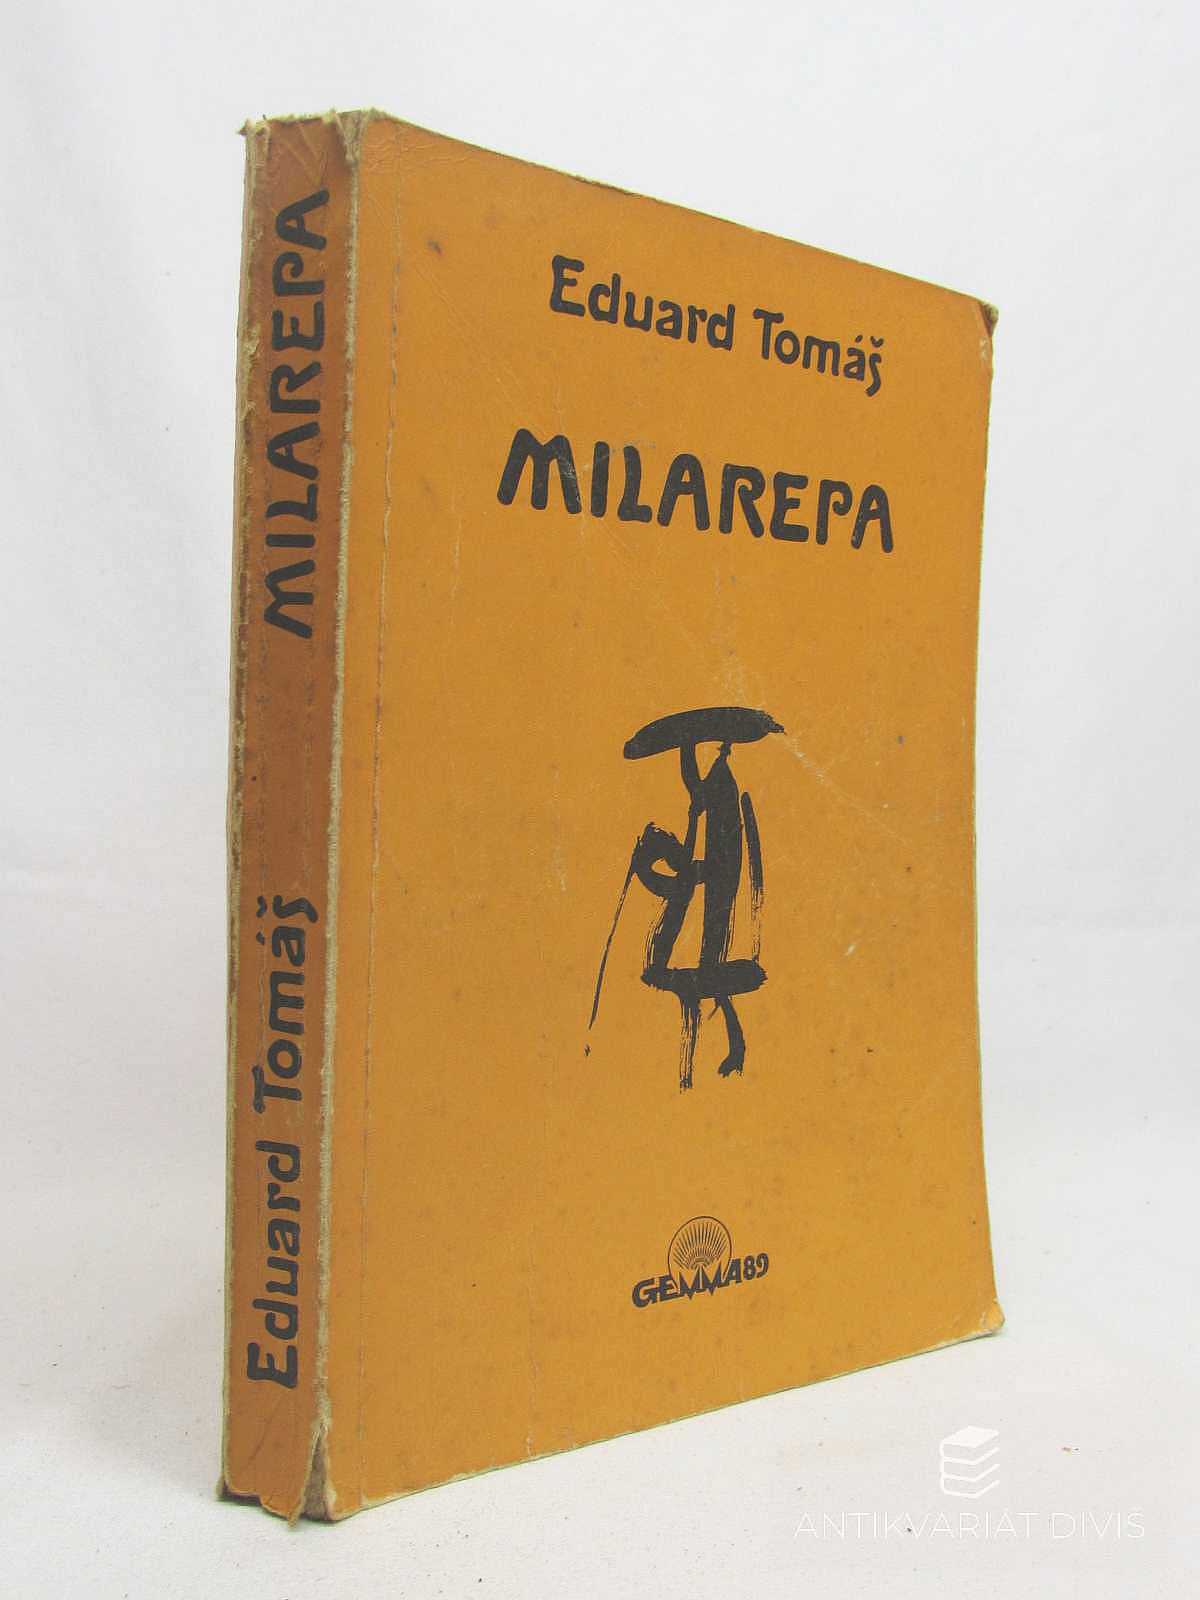 Eduard Tomáš
MILAREPA
GEMMA89
Eduard Tomáš MILAREPA
ANTIKVARIÁT DIVIŠ